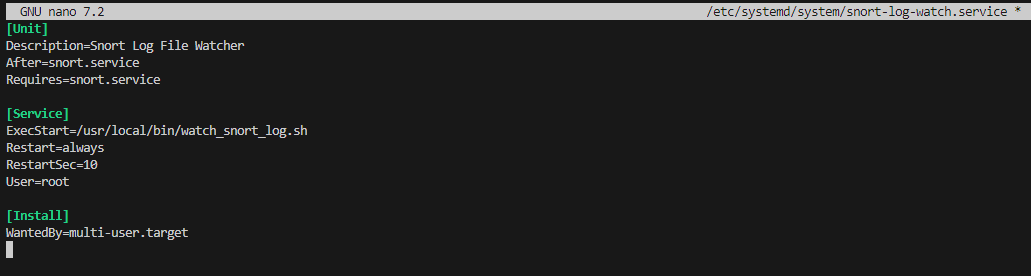 GNU nano 7.2 /etc/systemd/system/snort-log-watch.service *
[Unit]
Description=Snort Log File Watcher
After=snort.service
Requires=snort.service
[Service]
ExecStart=/usr/local/bin/watch_snort_log.sh
Restart=always
RestartSec=10
User=root
[Install]
WantedBy=multi-user.target